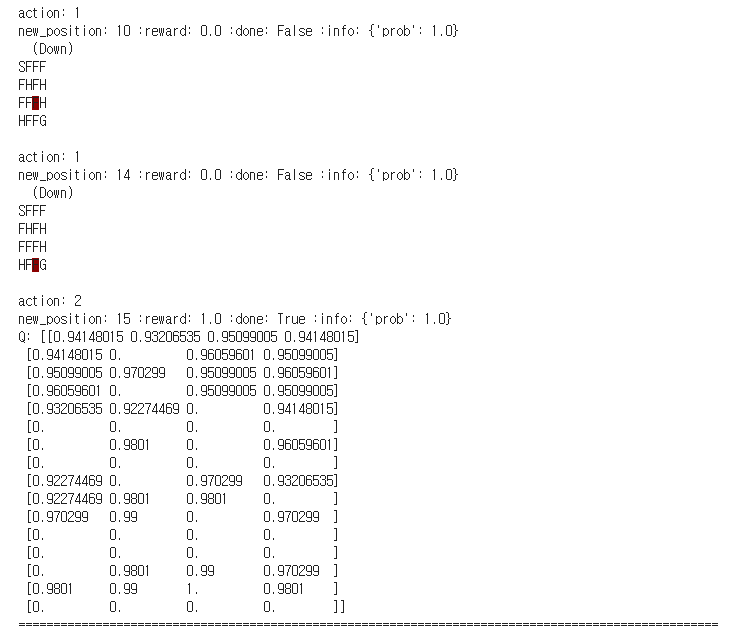 action: 1
new_position: 10 :reward: 0.0 :done: False :info: {'prob': 1.0}
(Down)
SFFF
FHFH
FF H
HFFG
action: 1
new_position: 14 :reward: 0.0 :done: False :info: {'prob': 1.0}
(Down)
SFFF
FHFH
FFFH
HF G
action: 2
new_position: 15 :reward: 1.0 :done: True :info: {'prob': 1.0}
Q: [[0.94148015 0.93206535 0.95099005 0.94148015]
[0.94148015 0. 0.96059601 0.95099005]
[0.95099005 0.970299 0.95099005 0.96059601]
[0.96059601 0. 0.95099005 0.95099005]
[0.93206535 0.92274469 0. 0.94148015]
[0. 0. 0. 0. ]
[0. 0.9801 0. 0.96059601]
[0. 0. 0. 0. ]
[0.92274469 0. 0.970299 0.93206535]
[0.92274469 0.9801 0.9801 0. ]
[0.970299 0.99 0. 0.970299 ]
[0. 0. 0. 0. ]
[0. 0. 0. 0. ]
[0. 0.9801 0.99 0.970299 ]
[0.9801 0.99 1. 0.9801 ]
[0. 0. 0. 0. ]]